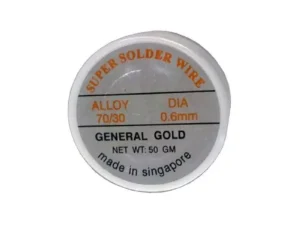 SUPER SOLDER WIRE
ALLOY DIA
70/30 0.6mm
GENERAL GOLD
NET WT: 50 GM
made in singapore